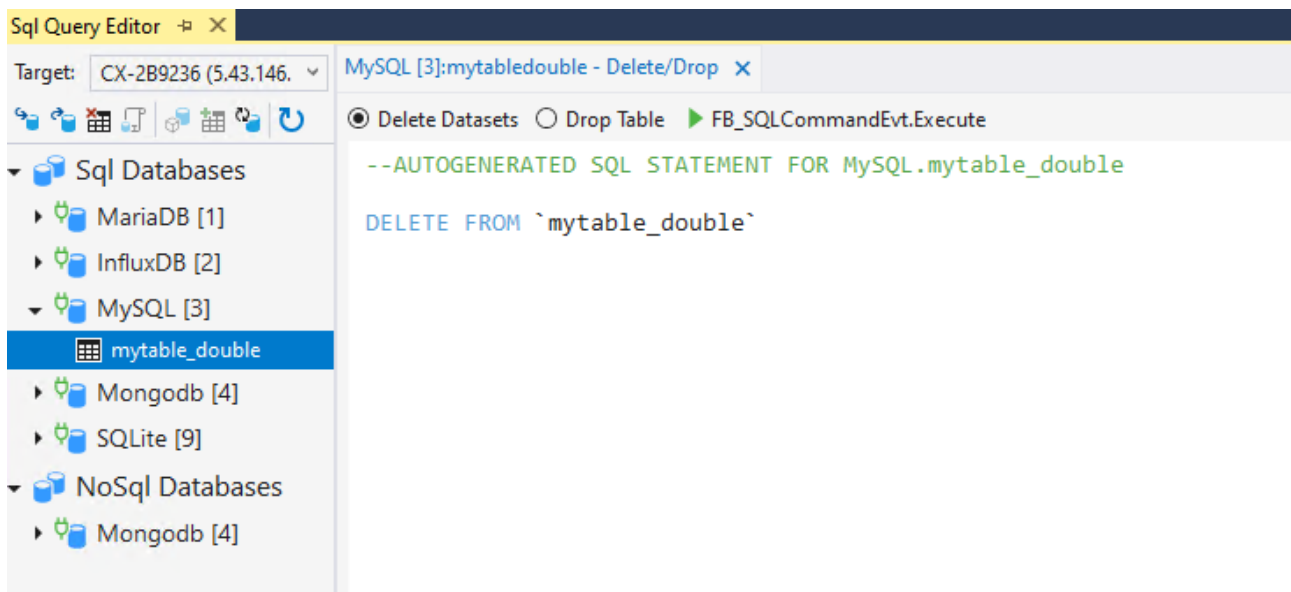 Sql Query Editor
Target: CX-2B9236 (5.43.146.
Sql Databases
MariaDB [1]
InfluxDB [2]
MySQL [3]
mytable_double
Mongodb [4]
SQLite [9]
NoSql Databases
Mongodb [4]
MySQL [3]:mytabledouble - Delete/Drop
Delete Datasets Drop Table FB_SQLCommandEvt.Execute
--AUTOGENERATED SQL STATEMENT FOR MySQL.mytable_double
DELETE FROM `mytable_double`